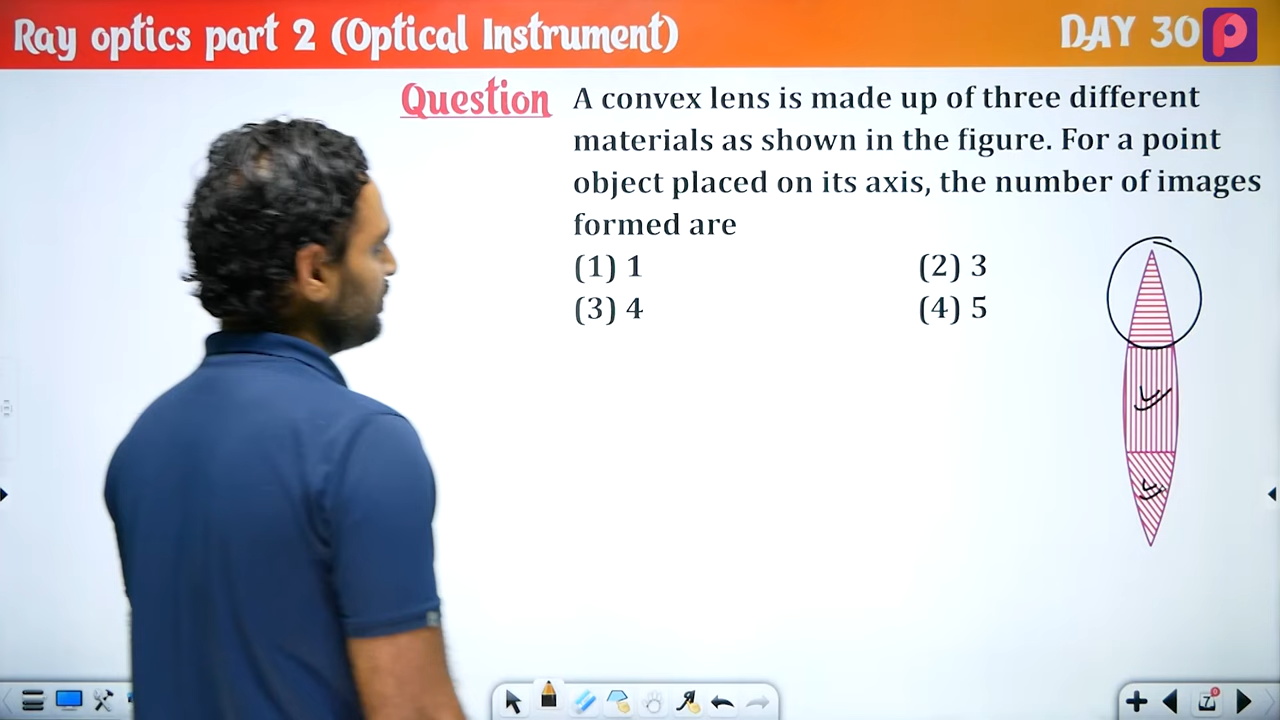 Ray optics part 2 (Optical Instrument)
DAY 30
Question
A convex lens is made up of three different
materials as shown in the figure. For a point
object placed on its axis, the number of images
formed are
(1) 1
(2) 3
(3) 4
(4) 5